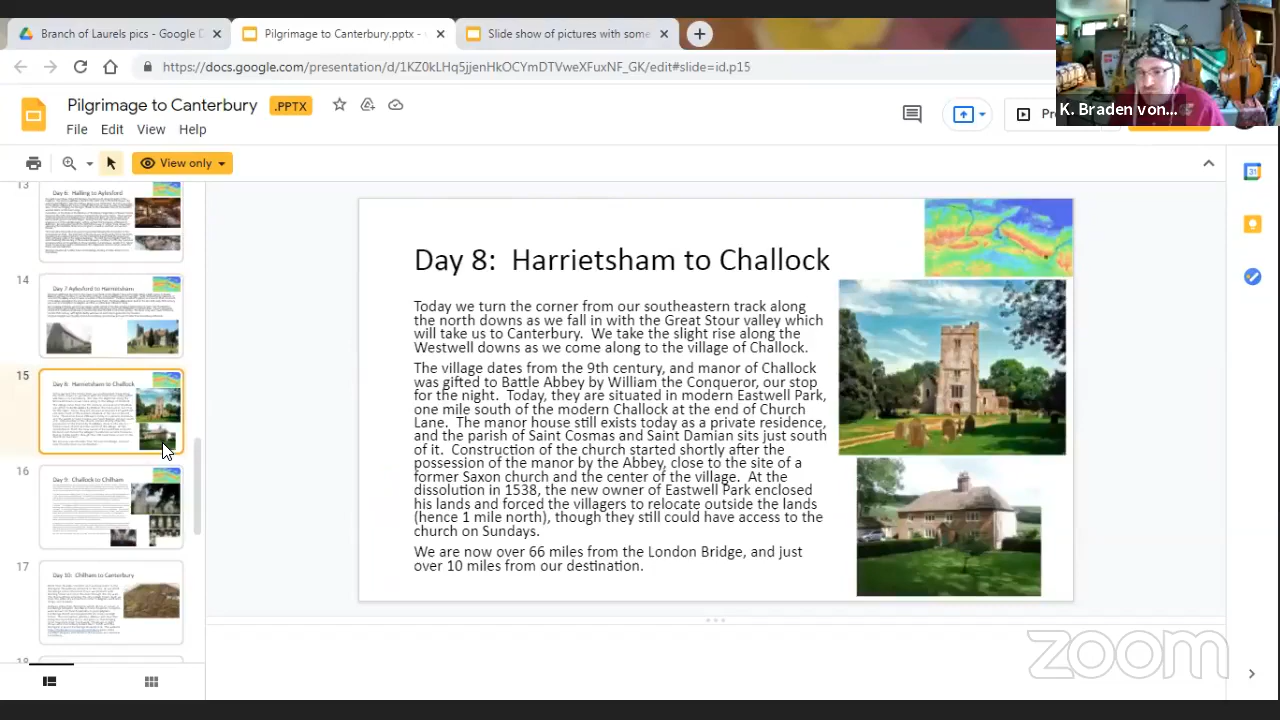 Branch of Laurels pics - Google D
Pilgrimage to Canterbury.pptx -
Slide show of pictures with some
https://docs.google.com/presentation/d/1KZ0kLHq5jjenHkOCYmDTVweXFuxNF_GK/edit#slide=id.p15
K. Braden von...
Pilgrimage to Canterbury
.PPTX
File Edit View Help
View only
13
Day 6: Halling to Aylesford
14
Day 7 Aylesford to Harrietsham
15
Day 8: Harrietsham to Challock
16
Day 9: Challock to Chilham
17
Day 10: Chilham to Canterbury
18
Day 8: Harrietsham to Challock
Today we turn the corner from our southeastern track along
the north downs as we fall in with the Great Stour valley which
will take us to Canterbury. We take the slight rise along the
Westwell downs as we come along to the village of Challock.
The village dates from the 9th century, and manor of Challock
was gifted to Battle Abbey by William the Conqueror, our stop
for the night. Today, they are situated in modern Eastwell Park,
one mile south of the modern Challock at the end of Church
Lane. The manor house still exists today as a private residence,
and the parish of Saint Cosmas and Saint Damian sits just south
of it. Construction of the church started shortly after the
possession of the manor by the Abbey, close to the site of a
former Saxon church and the center of the village. At the
dissolution in 1538, the new owner of Eastwell Park enclosed
his lands and forced the villagers to relocate outside the lands
(hence 1 mile north), though they still could have access to the
church on Sundays.
We are now over 66 miles from the London Bridge, and just
over 10 miles from our destination.
31
zoom